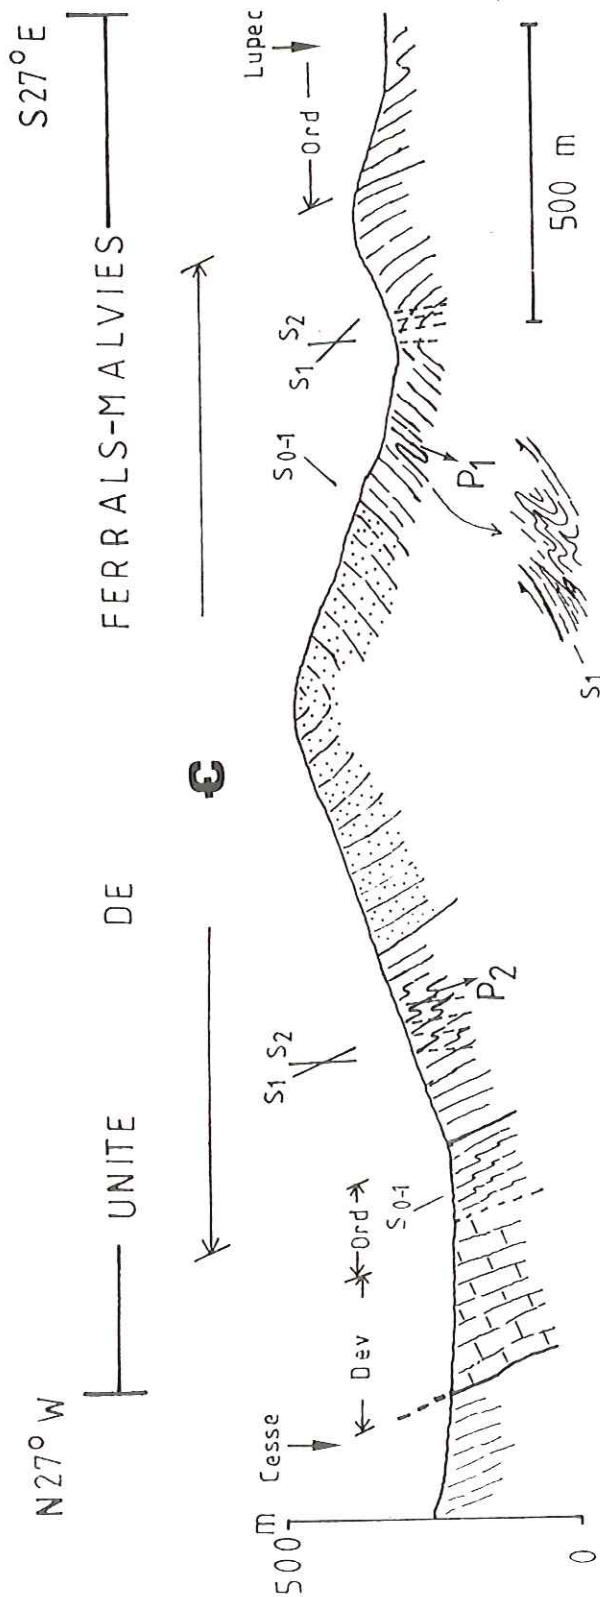 N27° W
S27° E
UNITE DE FERRALS-MALVIES
Є
Cesse
Dev
Ord
S0-1
S1 S2
S0-1
S1 S2
Ord
Lupec
500 m
0
P2
P1
S1
500 m